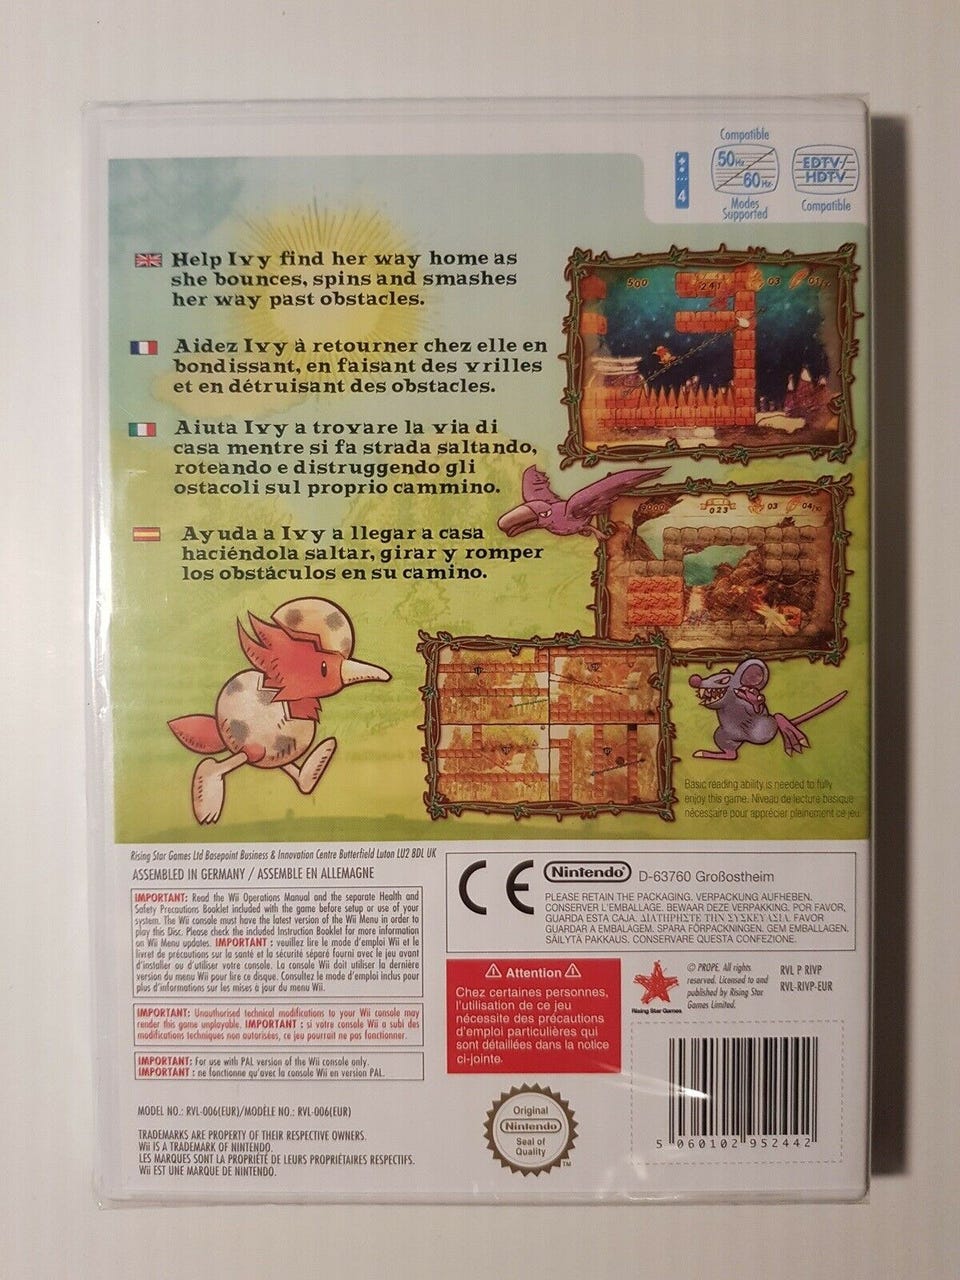 Compatible
50Hz
60Hz
Modes
Supported
EDTV/
HDTV
Compatible
4
Help Ivy find her way home as
she bounces, spins and smashes
her way past obstacles.
Aidez Ivy à retourner chez elle en
bondissant, en faisant des vrilles
et en détruisant des obstacles.
Aiuta Ivy a trovare la via di
casa mentre si fa strada saltando,
roteando e distruggendo gli
ostacoli sul proprio cammino.
Ayuda a Ivy a llegar a casa
haciéndola saltar, girar y romper
los obstáculos en su camino.
500
241
03
2000
023
03
04/10
Basic reading ability is needed to fully
enjoy this game. Niveau de lecture basique
nécessaire pour apprécier pleinement ce jeu.
Rising Star Games Ltd Basepoint Business & Innovation Centre Butterfield Luton LU2 8DL UK
ASSEMBLED IN GERMANY / ASSEMBLE EN ALLEMAGNE
IMPORTANT: Read the Wii Operations Manual and the separate Health and
Safety Precautions Booklet included with the game before setup or use of your
system. The Wii console must have the latest version of the Wii Menu in order to
play this Disc. Please check the included Instruction Booklet for more information
on Wii Menu updates. IMPORTANT : veuillez lire le mode d'emploi Wii et le
livret de précautions sur la santé et la sécurité séparé fourni avec le jeu avant
d'installer ou d'utiliser votre console. La console Wii doit utiliser la dernière
version du menu Wii pour lire ce disque. Consultez le mode d'emploi inclus pour
plus d'informations sur les mises à jour du menu Wii.
IMPORTANT: Unauthorised technical modifications to your Wii console may
render this game unplayable. IMPORTANT : si votre console Wii a subi des
modifications techniques non autorisées, ce jeu pourrait ne pas fonctionner.
IMPORTANT: For use with PAL version of the Wii console only.
IMPORTANT : ne fonctionne qu'avec la console Wii en version PAL.
MODEL NO.: RVL-006(EUR)/MODÈLE NO.: RVL-006(EUR)
TRADEMARKS ARE PROPERTY OF THEIR RESPECTIVE OWNERS.
Wii IS A TRADEMARK OF NINTENDO.
LES MARQUES SONT LA PROPRIÉTÉ DE LEURS PROPRIÉTAIRES RESPECTIFS.
Wii EST UNE MARQUE DE NINTENDO.
CE Nintendo D-63760 Großostheim
PLEASE RETAIN THE PACKAGING. VERPACKUNG AUFHEBEN.
CONSERVER L'EMBALLAGE. BEWAAR DEZE VERPAKKING. POR FAVOR,
GUARDA ESTA CAJA. ΔΙΑΤΗΡΗΣΤΕ ΤΗΝ ΣΥΣΚΕΥΑΣΙΑ. FAVOR
GUARDAR A EMBALAGEM. SPARA FÖRPACKNINGEN. GEM EMBALLAGEN.
SÄILYTÄ PAKKAUS. CONSERVARE QUESTA CONFEZIONE.
Attention
Chez certaines personnes,
l'utilisation de ce jeu
nécessite des précautions
d'emploi particulières qui
sont détaillées dans la notice
ci-jointe.
Rising Star Games
© PROPE. All rights
reserved. Licensed to and
published by Rising Star
Games Limited.
RVL P RIVP
RVL-RIVP-EUR
Original
Nintendo
Seal of
Quality
TM
5 060102 952442